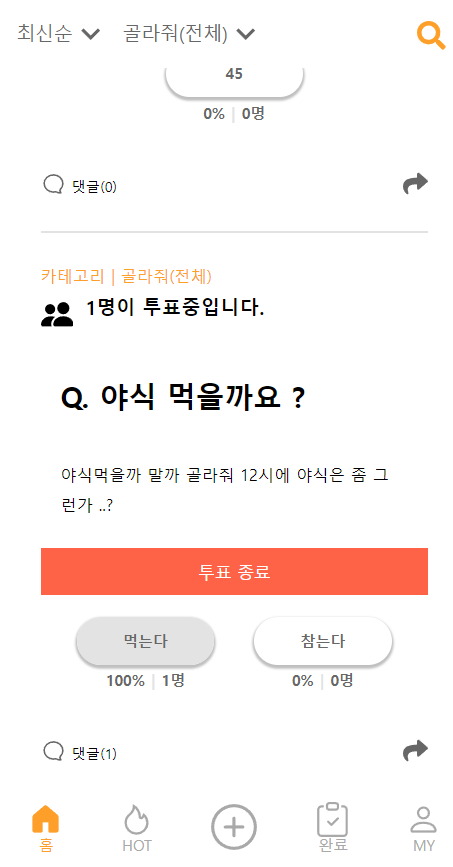 최신순 골라줘(전체)
45
0% | 0명
댓글(0)
카테고리 | 골라줘(전체)
1명이 투표중입니다.
Q. 야식 먹을까요 ?
야식먹을까 말까 골라줘 12시에 야식은 좀 그
런가 ..?
투표 종료
먹는다 참는다
100% | 1명 0% | 0명
댓글(1)
홈 HOT 완료 MY